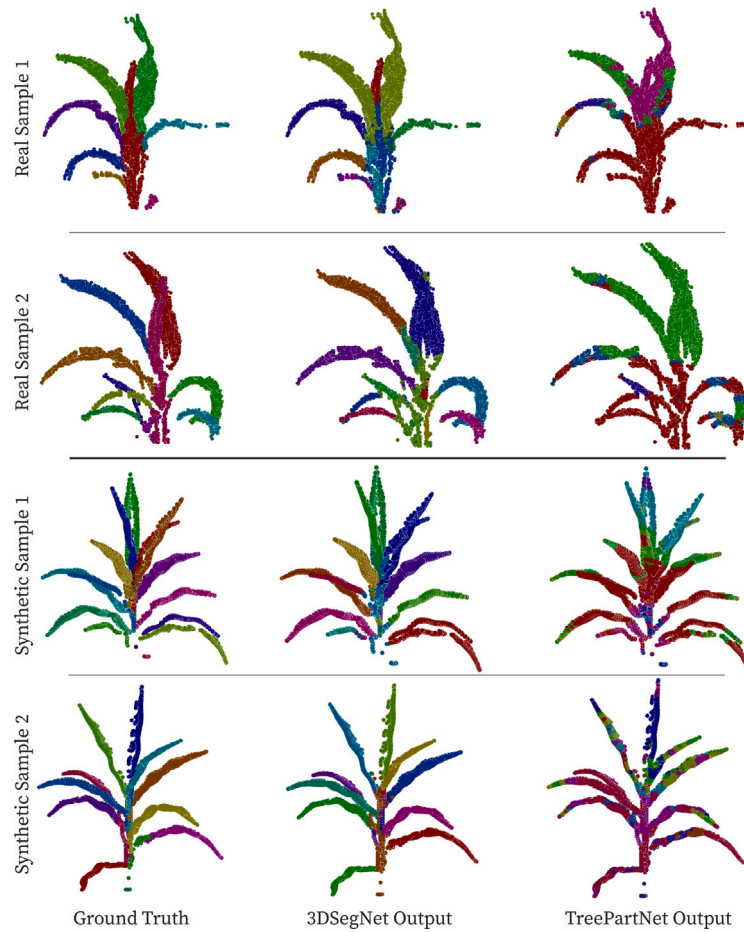 Real Sample 1
Real Sample 2
Synthetic Sample 1
Synthetic Sample 2
Ground Truth
3DSegNet Output
TreePartNet Output